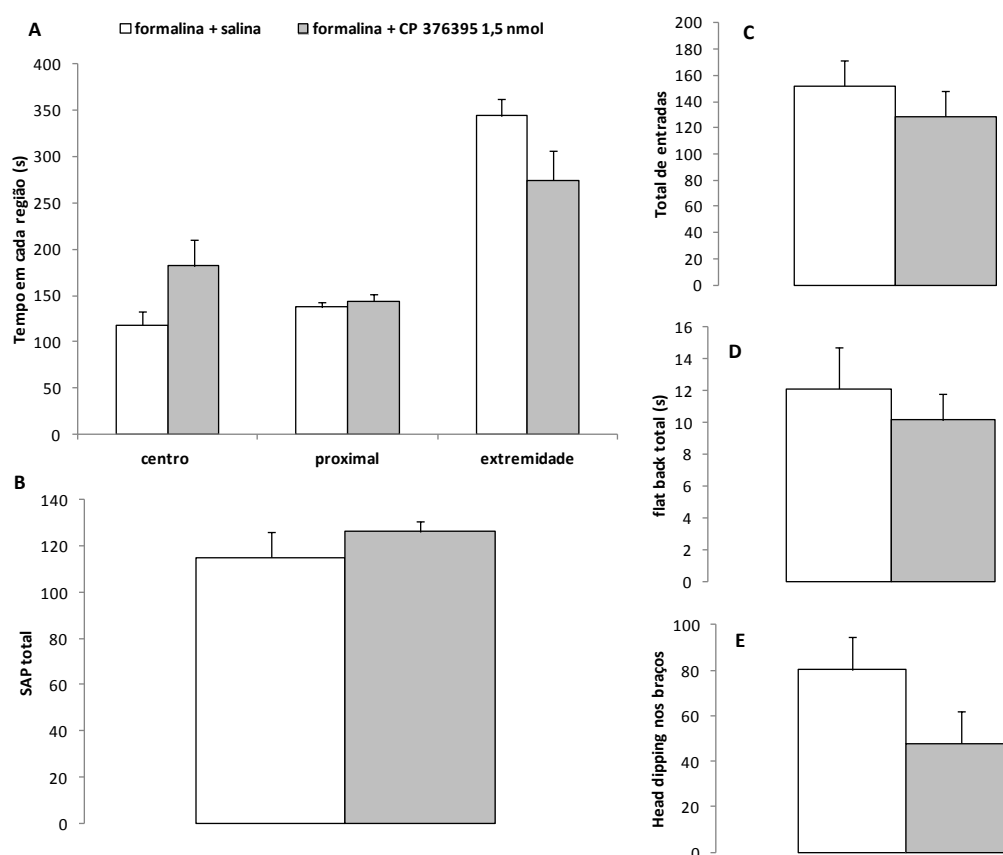 A
formalina + salina
formalina + CP 376395 1,5 nmol
Tempo em cada região (s)
400
350
300
250
200
150
100
50
0
centro
proximal
extremidade
B
SAP total
140
120
100
80
60
40
20
0
C
Total de entradas
200
180
160
140
120
100
80
60
40
20
0
D
flat back total (s)
16
14
12
10
8
6
4
2
0
E
Head dipping nos braços
100
80
60
40
20
0